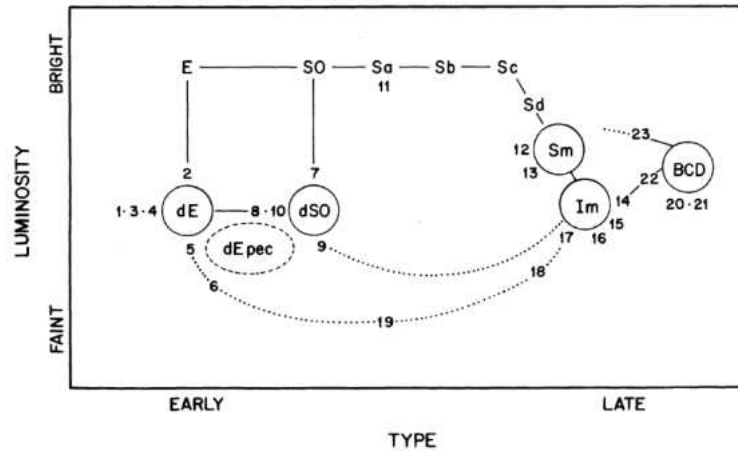 BRIGHT
LUMINOSITY
FAINT
E SO Sa Sb Sc
11
Sd
23
12 Sm
13
2 7
22 BCD
1·3·4 dE 8·10 dSO
Im 14 20·21
15
17 16
5 dE pec 9
6 18
19
EARLY LATE
TYPE